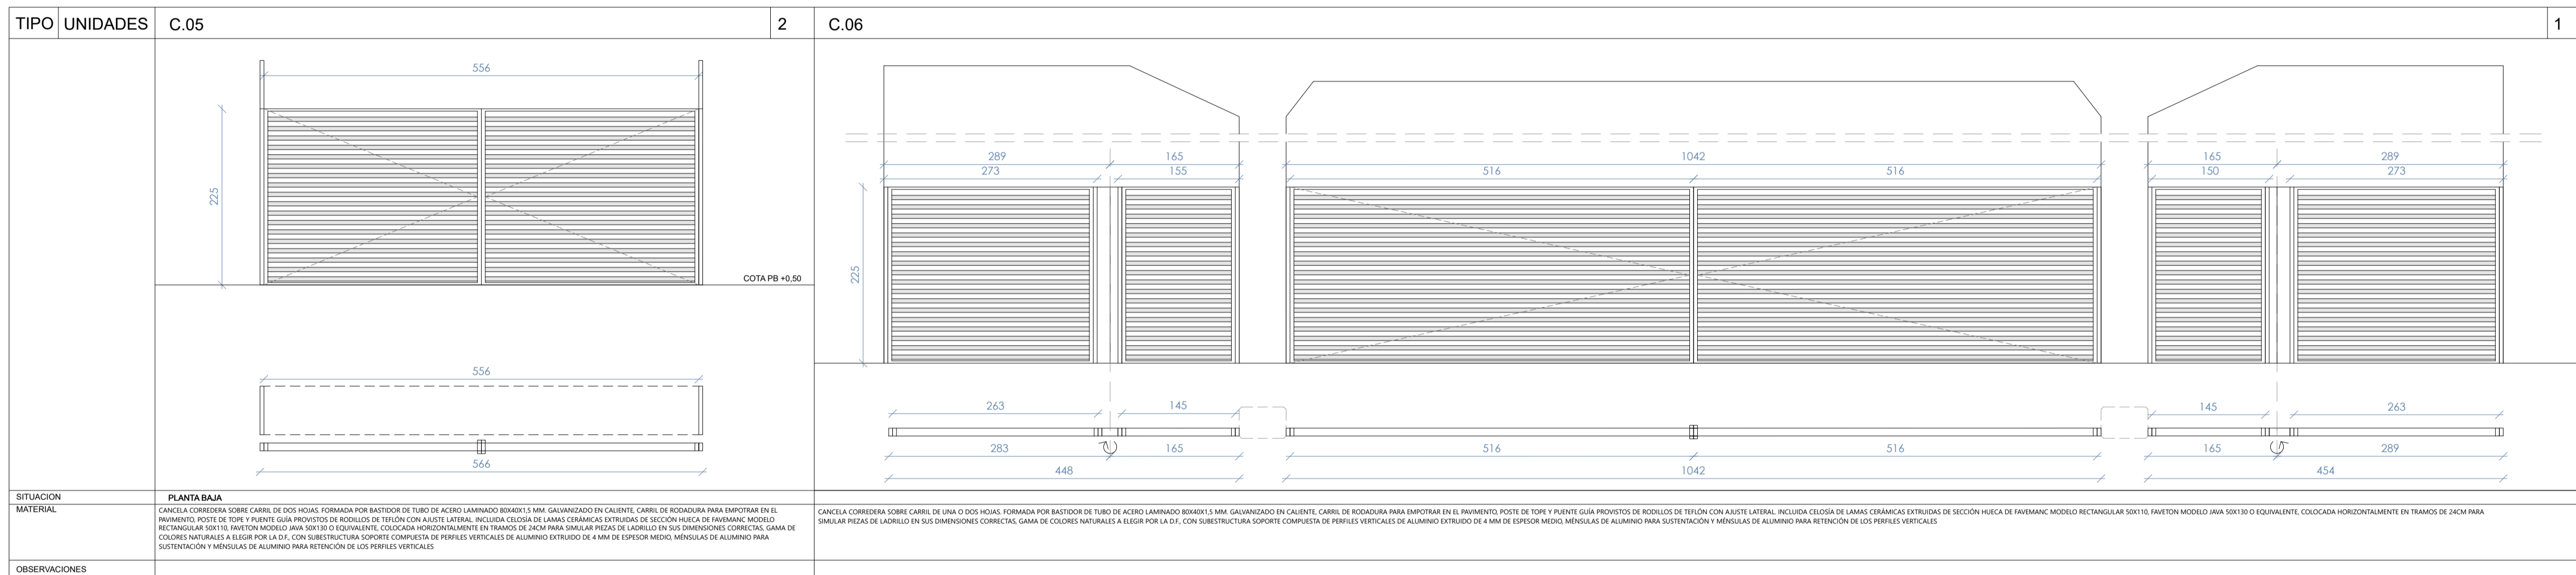 TIPO UNIDADES C.05 2 C.06 1
556
225
COTA PB +0,50
556
566
289 165 1042 165 289
273 155 516 516 150 273
225
263 145 145 263
283 165 516 516 165 289
448 1042 454
SITUACION PLANTA BAJA
MATERIAL
CANCELA CORREDERA SOBRE CARRIL DE DOS HOJAS. FORMADA POR BASTIDOR DE TUBO DE ACERO LAMINADO 80X40X1,5 MM. GALVANIZADO EN CALIENTE, CARRIL DE RODADURA PARA EMPOTRAR EN EL
PAVIMENTO, POSTE DE TOPE Y PUENTE GUÍA PROVISTOS DE RODILLOS DE TEFLÓN CON AJUSTE LATERAL. INCLUIDA CELOSÍA DE LAMAS CERÁMICAS EXTRUIDAS DE SECCIÓN HUECA DE FAVEMANC MODELO
RECTANGULAR 50X110, FAVETON MODELO JAVA 50X130 O EQUIVALENTE, COLOCADA HORIZONTALMENTE EN TRAMOS DE 24CM PARA SIMULAR PIEZAS DE LADRILLO EN SUS DIMENSIONES CORRECTAS, GAMA DE
COLORES NATURALES A ELEGIR POR LA D.F., CON SUBESTRUCTURA SOPORTE COMPUESTA DE PERFILES VERTICALES DE ALUMINIO EXTRUIDO DE 4 MM DE ESPESOR MEDIO, MÉNSULAS DE ALUMINIO PARA
SUSTENTACIÓN Y MÉNSULAS DE ALUMINIO PARA RETENCIÓN DE LOS PERFILES VERTICALES
CANCELA CORREDERA SOBRE CARRIL DE UNA O DOS HOJAS. FORMADA POR BASTIDOR DE TUBO DE ACERO LAMINADO 80X40X1,5 MM. GALVANIZADO EN CALIENTE, CARRIL DE RODADURA PARA EMPOTRAR EN EL PAVIMENTO, POSTE DE TOPE Y PUENTE GUÍA PROVISTOS DE RODILLOS DE TEFLÓN CON AJUSTE LATERAL. INCLUIDA CELOSÍA DE LAMAS CERÁMICAS EXTRUIDAS DE SECCIÓN HUECA DE FAVEMANC MODELO RECTANGULAR 50X110, FAVETON MODELO JAVA 50X130 O EQUIVALENTE, COLOCADA HORIZONTALMENTE EN TRAMOS DE 24CM PARA
SIMULAR PIEZAS DE LADRILLO EN SUS DIMENSIONES CORRECTAS, GAMA DE COLORES NATURALES A ELEGIR POR LA D.F., CON SUBESTRUCTURA SOPORTE COMPUESTA DE PERFILES VERTICALES DE ALUMINIO EXTRUIDO DE 4 MM DE ESPESOR MEDIO, MÉNSULAS DE ALUMINIO PARA SUSTENTACIÓN Y MÉNSULAS DE ALUMINIO PARA RETENCIÓN DE LOS PERFILES VERTICALES
OBSERVACIONES